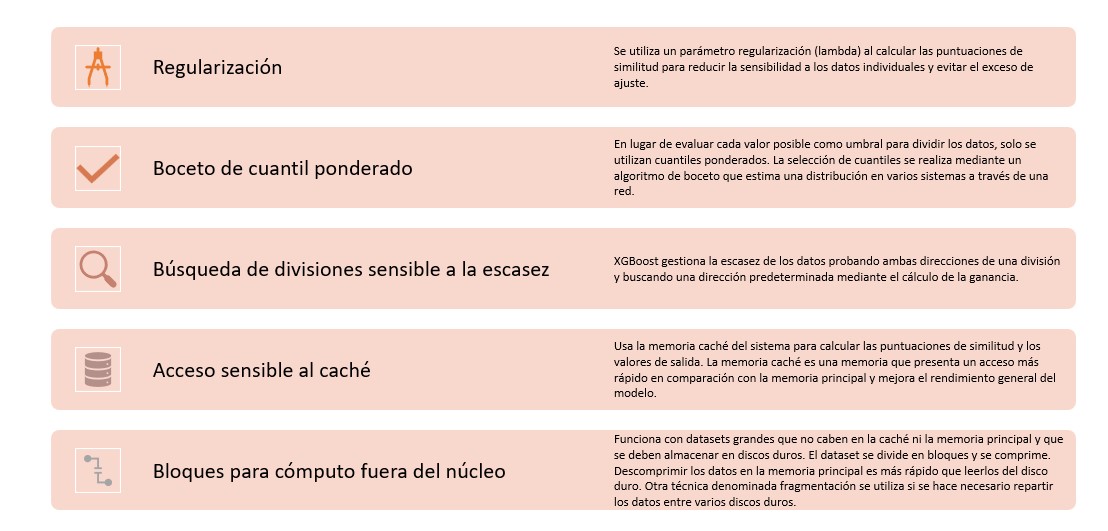 Regularización
Se utiliza un parámetro regularización (lambda) al calcular las puntuaciones de
similitud para reducir la sensibilidad a los datos individuales y evitar el exceso de
ajuste.
Boceto de cuantil ponderado
En lugar de evaluar cada valor posible como umbral para dividir los datos, solo se
utilizan cuantiles ponderados. La selección de cuantiles se realiza mediante un
algoritmo de boceto que estima una distribución en varios sistemas a través de una
red.
Búsqueda de divisiones sensible a la escasez
XGBoost gestiona la escasez de los datos probando ambas direcciones de una división
y buscando una dirección predeterminada mediante el cálculo de la ganancia.
Acceso sensible al caché
Usa la memoria caché del sistema para calcular las puntuaciones de similitud y los
valores de salida. La memoria caché es una memoria que presenta un acceso más
rápido en comparación con la memoria principal y mejora el rendimiento general del
modelo.
Bloques para cómputo fuera del núcleo
Funciona con datasets grandes que no caben en la caché ni la memoria principal y que
se deben almacenar en discos duros. El dataset se divide en bloques y se comprime.
Descomprimir los datos en la memoria principal es más rápido que leerlos del disco
duro. Otra técnica denominada fragmentación se utiliza si se hace necesario repartir
los datos entre varios discos duros.